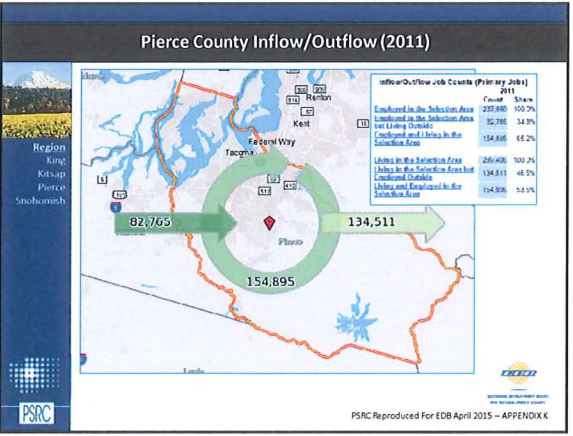 Pierce County Inflow/Outflow (2011)
Region
King
Kitsap
Pierce
Snohomish
Renton
Kent
Federal Way
Tacoma
Pierce
82,765
134,511
154,895
Inflow/Outflow Job Counts (Primary Jobs)
2011
Count Share
Employed in the Selection Area 237,660 100.0%
Employed in the Selection Area
but Living Outside 82,765 34.8%
Employed and Living in the
Selection Area 154,895 65.2%
Living in the Selection Area 289,406 100.0%
Living in the Selection Area but
Employed Outside 134,511 46.5%
Living and Employed in the
Selection Area 154,895 53.5%
PSRC
PSRC Reproduced For EDB April 2015 – APPENDIX K